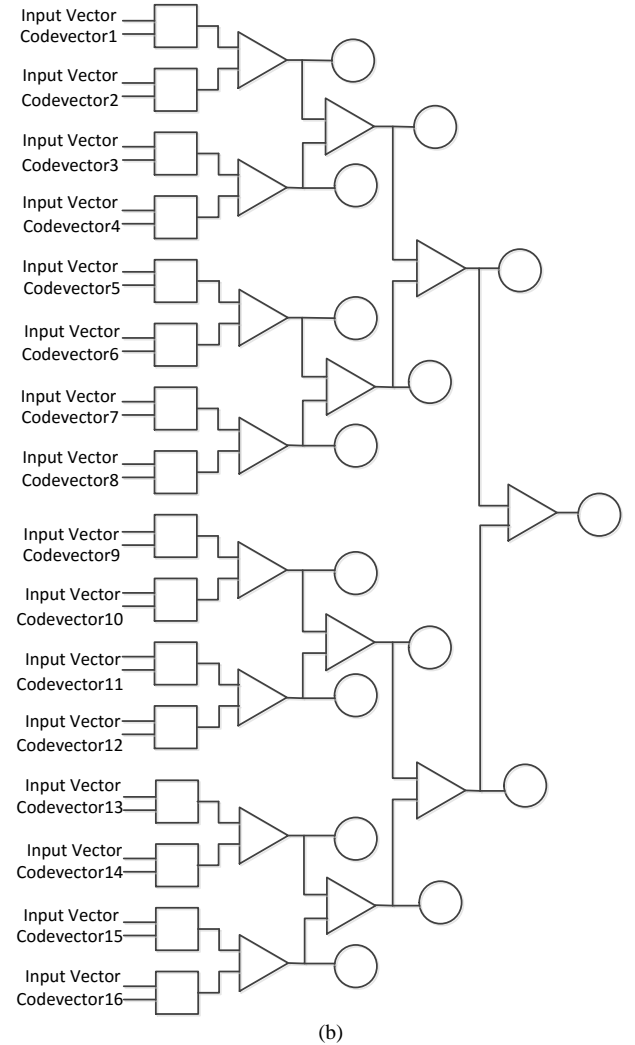 Input Vector
Codevector1
Input Vector
Codevector2
Input Vector
Codevector3
Input Vector
Codevector4
Input Vector
Codevector5
Input Vector
Codevector6
Input Vector
Codevector7
Input Vector
Codevector8
Input Vector
Codevector9
Input Vector
Codevector10
Input Vector
Codevector11
Input Vector
Codevector12
Input Vector
Codevector13
Input Vector
Codevector14
Input Vector
Codevector15
Input Vector
Codevector16
(b)